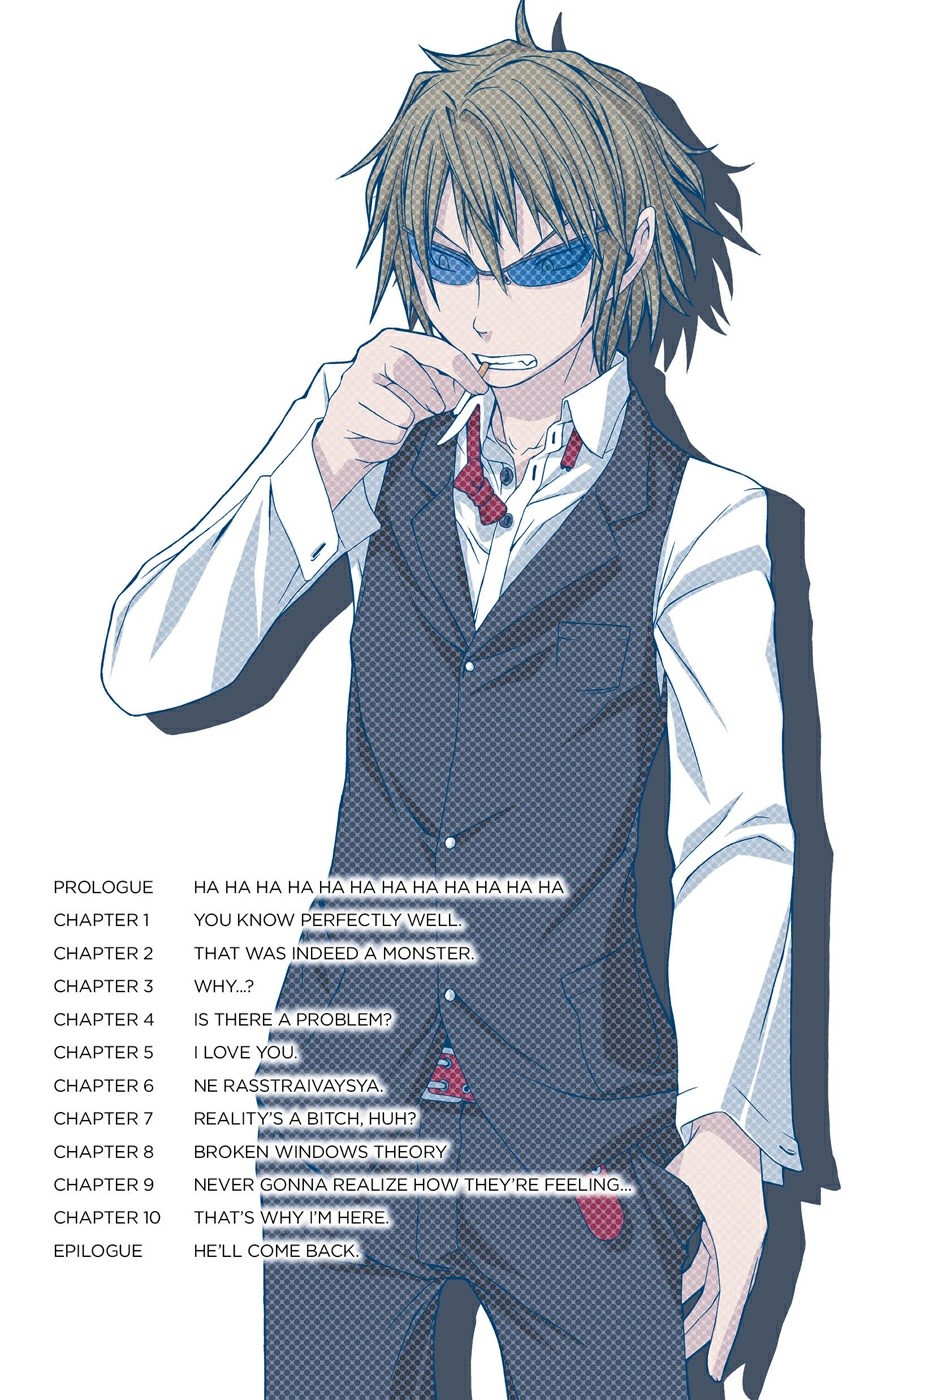 PROLOGUE HA HA HA HA HA HA HA HA HA HA HA HA
CHAPTER 1 YOU KNOW PERFECTLY WELL.
CHAPTER 2 THAT WAS INDEED A MONSTER.
CHAPTER 3 WHY...?
CHAPTER 4 IS THERE A PROBLEM?
CHAPTER 5 I LOVE YOU.
CHAPTER 6 NE RASSTRAIVAYSYA.
CHAPTER 7 REALITY'S A BITCH, HUH?
CHAPTER 8 BROKEN WINDOWS THEORY
CHAPTER 9 NEVER GONNA REALIZE HOW THEY'RE FEELING...
CHAPTER 10 THAT'S WHY I'M HERE.
EPILOGUE HE'LL COME BACK.